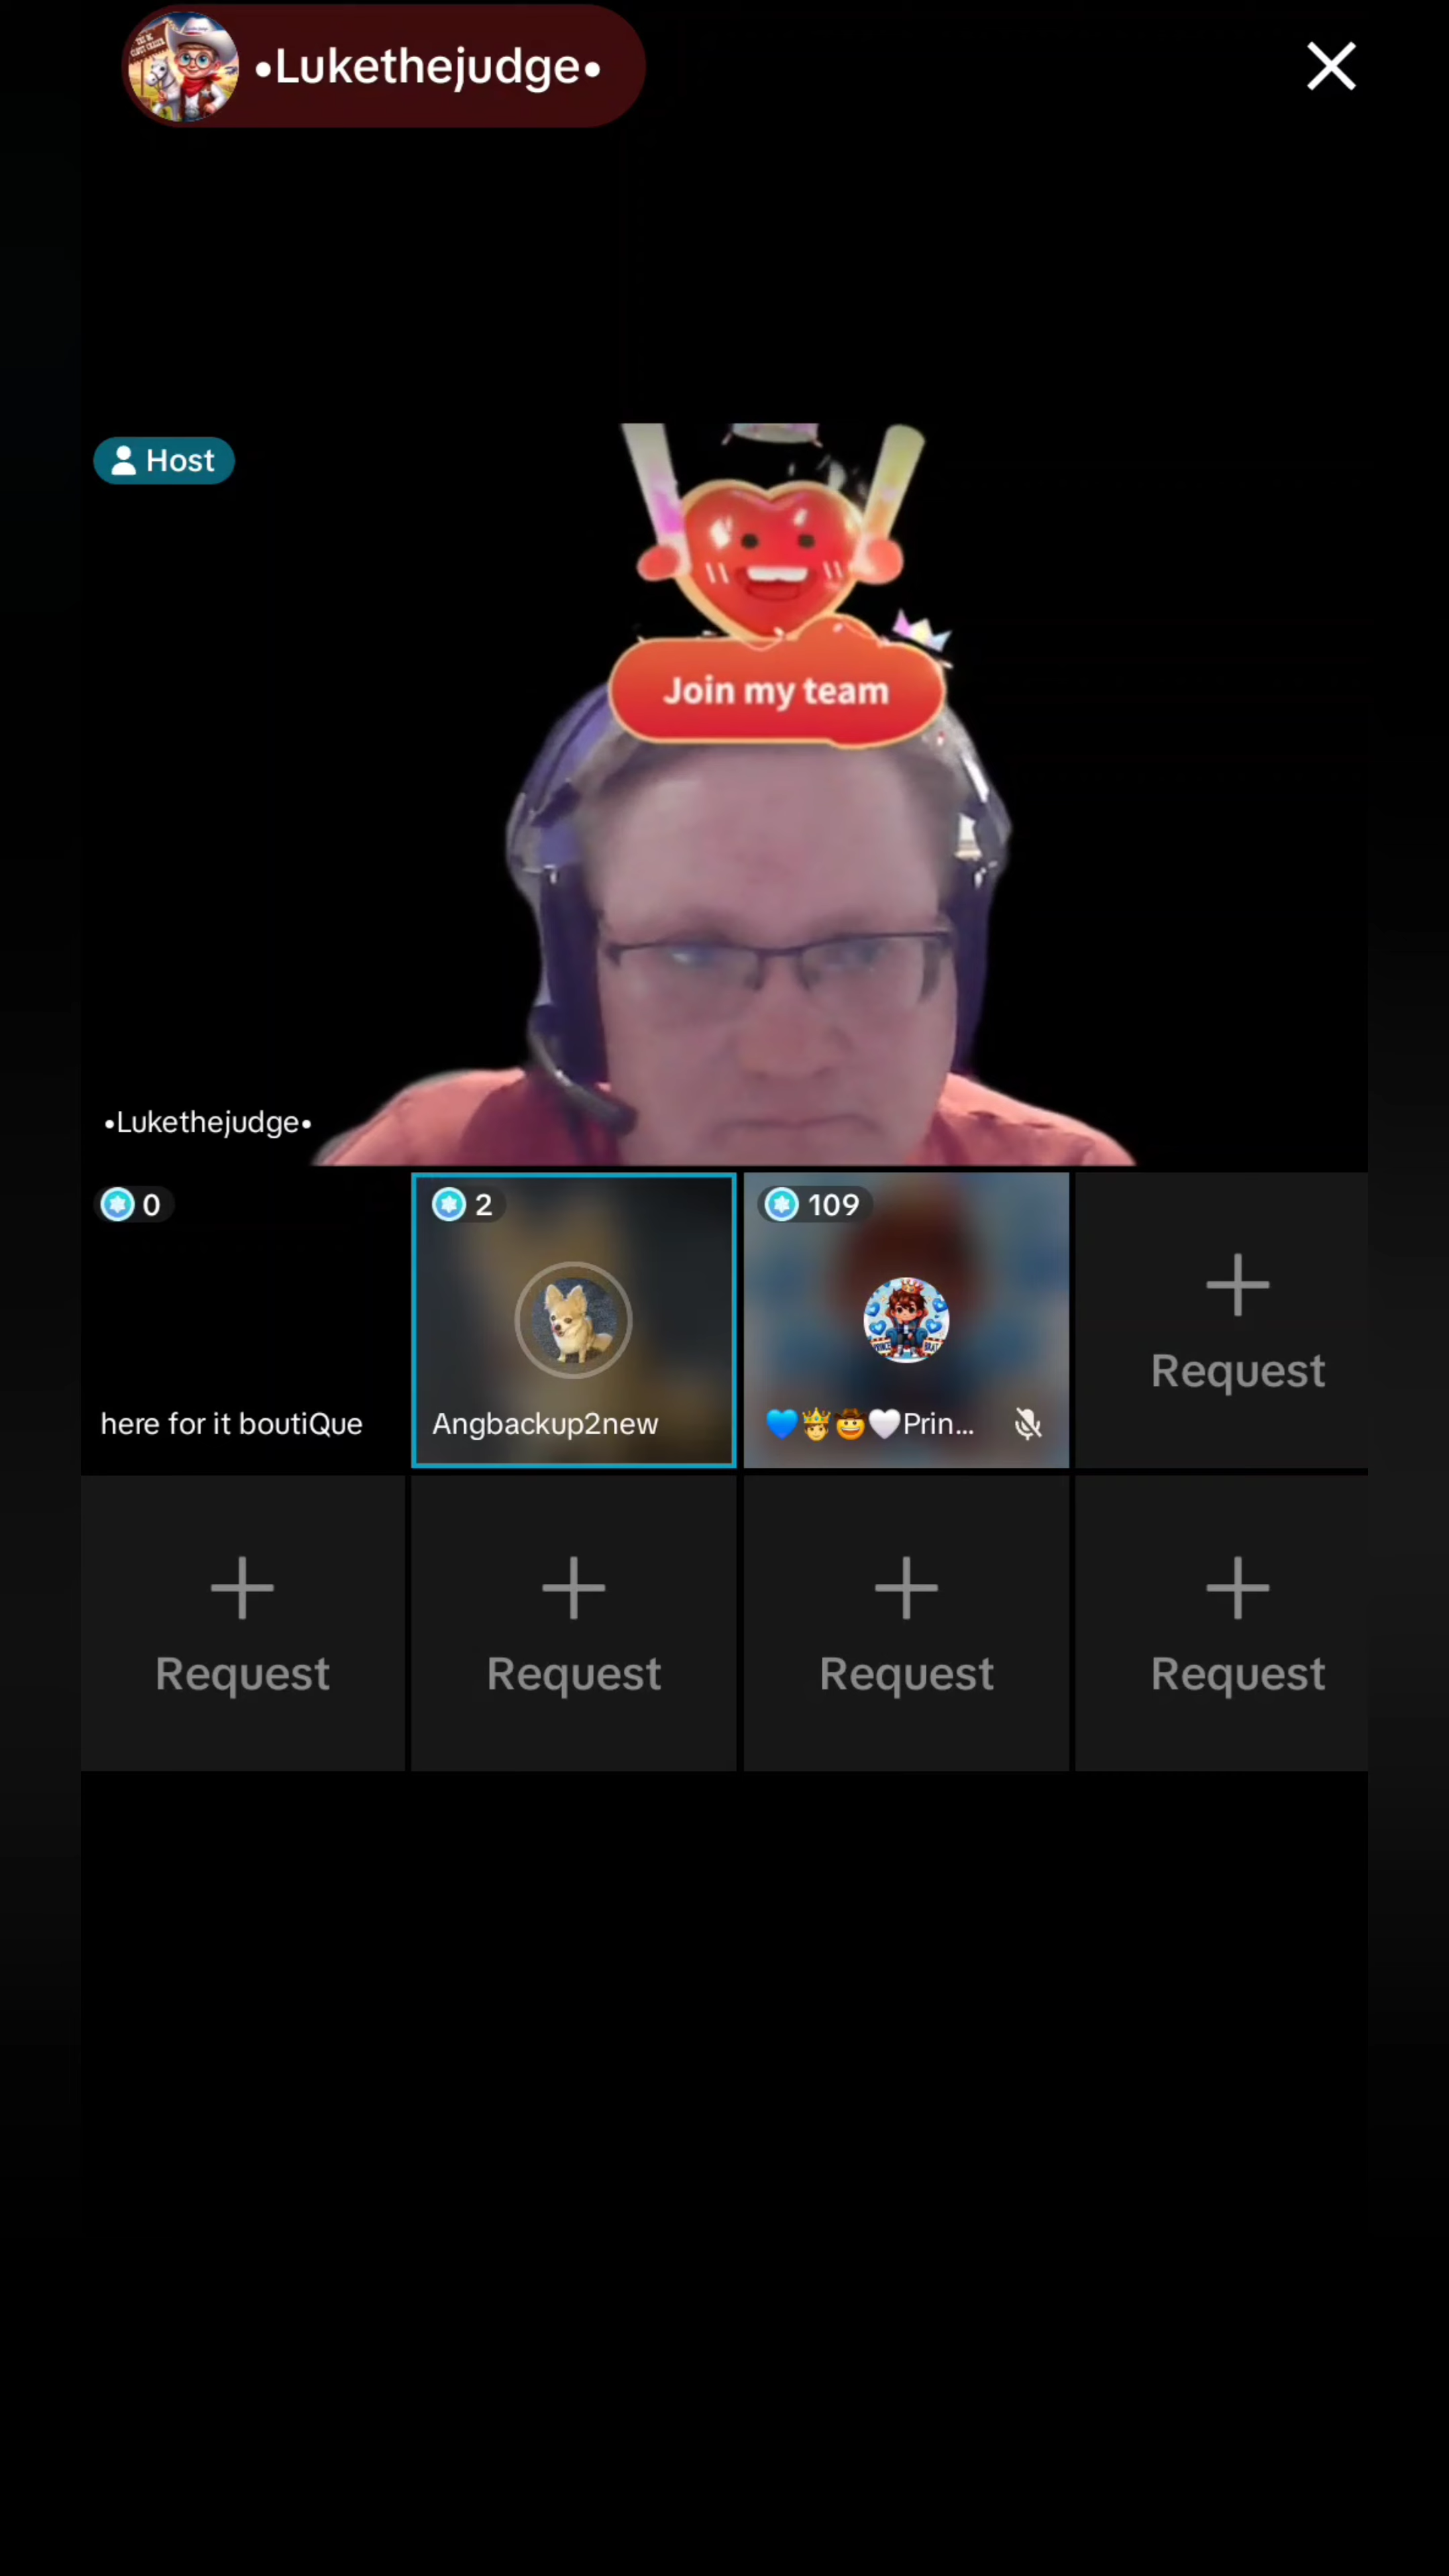 •Lukethejudge•
Host
Join my team
•Lukethejudge•
0
2
109
here for it boutiQue
Angbackup2new
💙🤴🤠🤍Prin...
Request
Request
Request
Request
Request